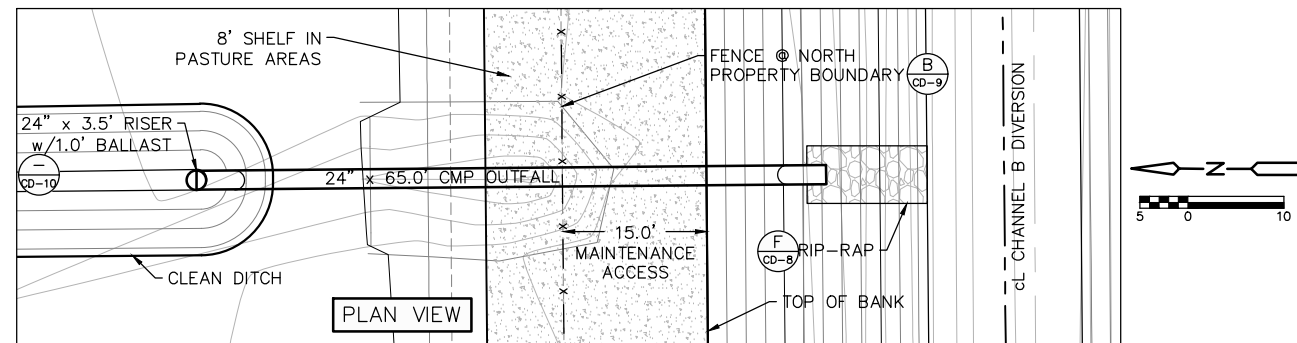 8' SHELF IN
PASTURE AREAS
FENCE @ NORTH
PROPERTY BOUNDARY
B
CD-9
24" x 3.5' RISER
w/1.0' BALLAST
—
CD-10
24" x 65.0' CMP OUTFALL
15.0'
MAINTENANCE
ACCESS
F
CD-8
RIP-RAP
CLEAN DITCH
PLAN VIEW
TOP OF BANK
cL CHANNEL B DIVERSION
N
5 0 10
x
x
x
x
x